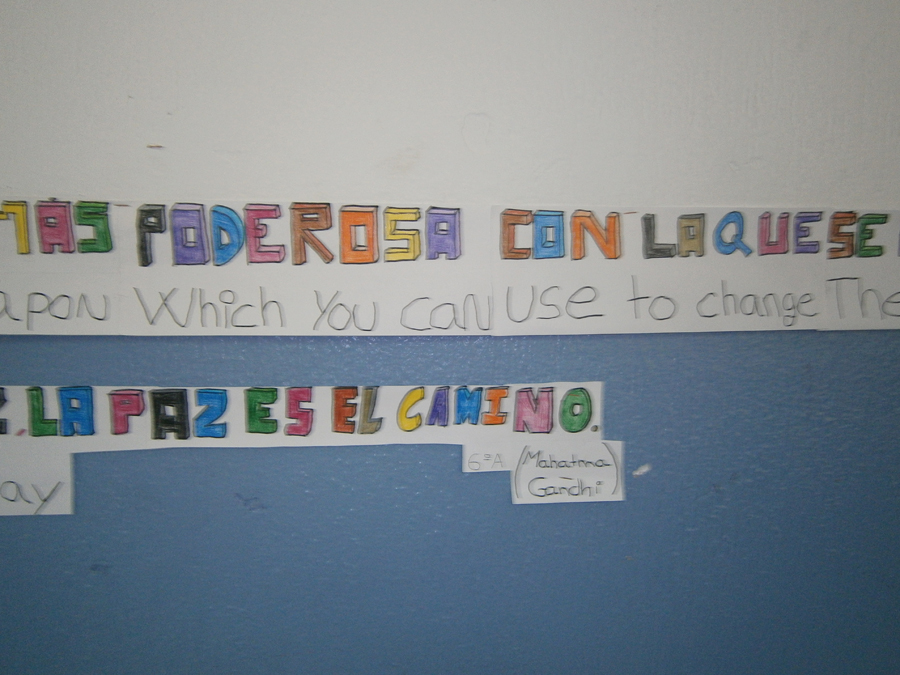 MAS PODEROSA CON LA QUE SE
apon Which You can Use to change The
LA PAZ ES EL CAMINO.
ay
6ºA (Mahatma
Gandhi)